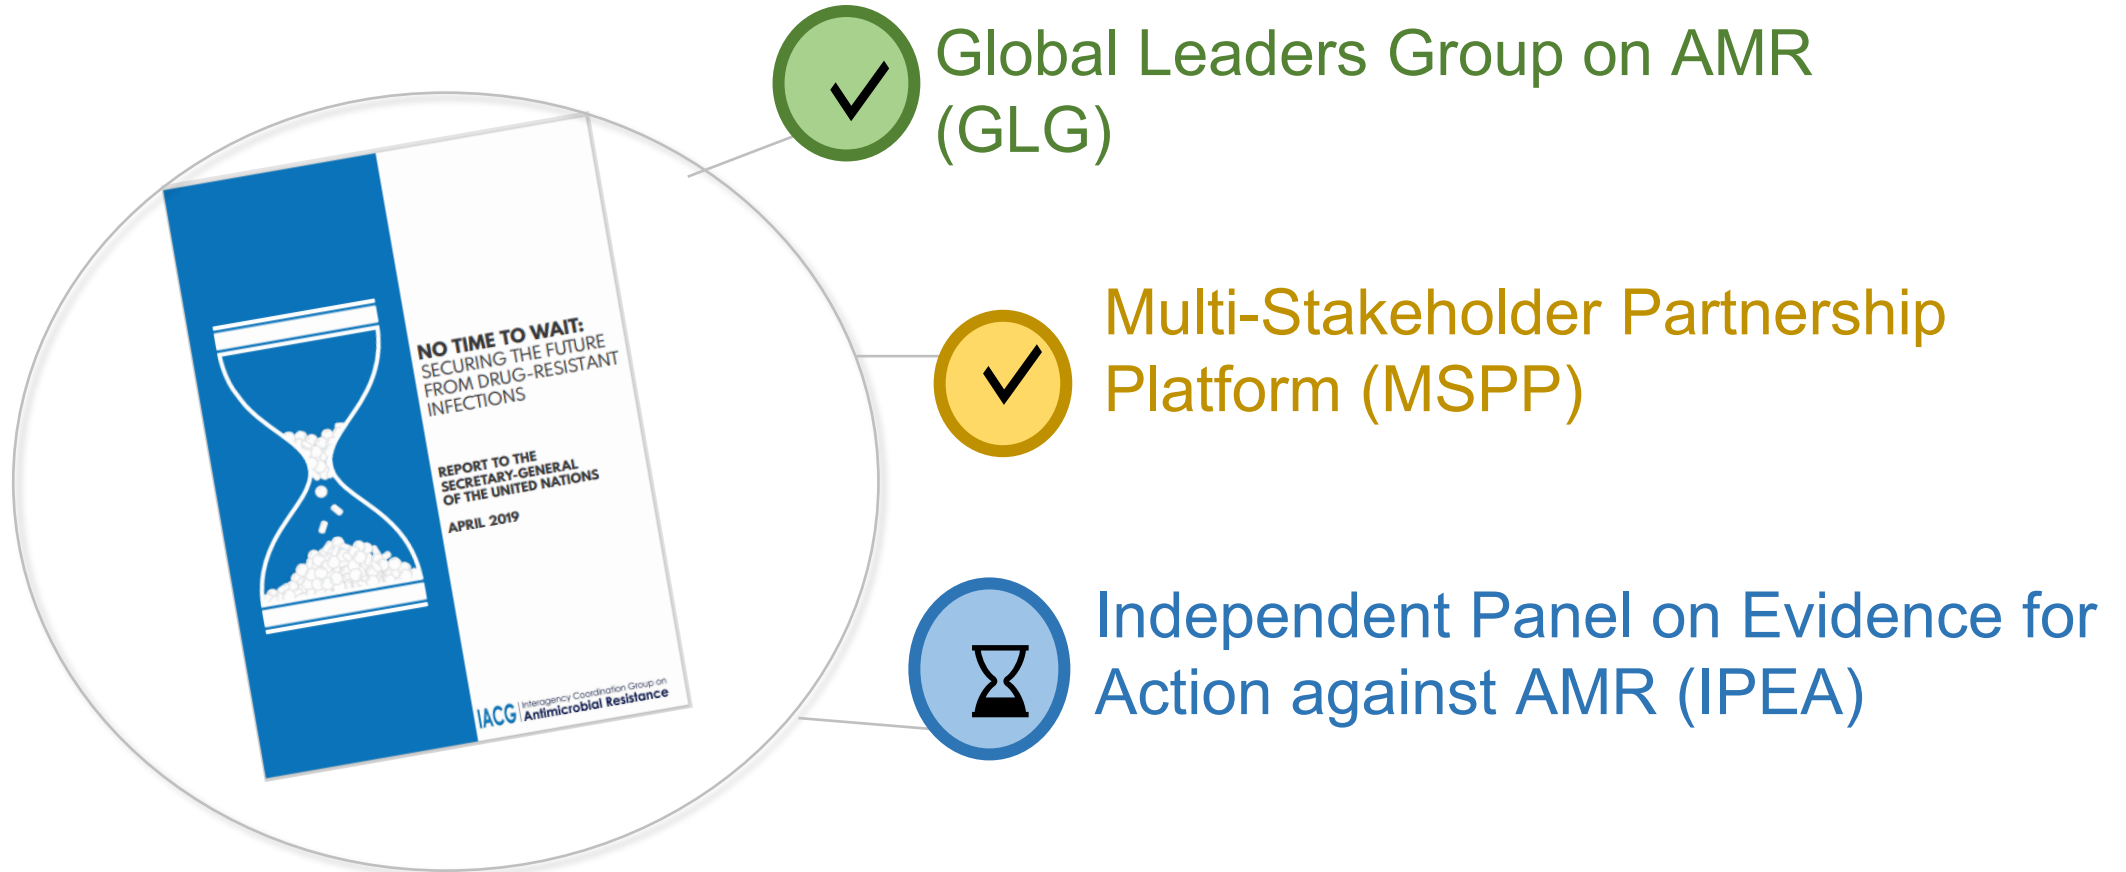 Global Leaders Group on AMR
(GLG)
NO TIME TO WAIT:
SECURING THE FUTURE
FROM DRUG-RESISTANT
INFECTIONS
REPORT TO THE
SECRETARY-GENERAL
OF THE UNITED NATIONS
APRIL 2019
IACG
Interagency Coordination Group on
Antimicrobial Resistance
Multi-Stakeholder Partnership
Platform (MSPP)
Independent Panel on Evidence for
Action against AMR (IPEA)